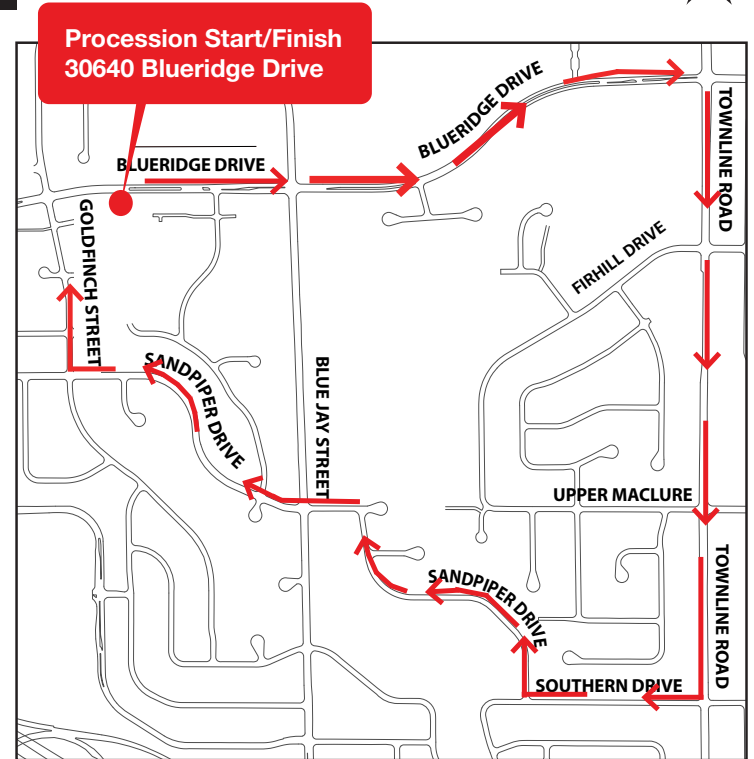 Procession Start/Finish
30640 Blueridge Drive
BLUERIDGE DRIVE
BLUERIDGE DRIVE
TOWNLINE ROAD
GOLDFINCH STREET
FIRHILL DRIVE
SANDPIPER DRIVE
BLUE JAY STREET
UPPER MACLURE
SANDPIPER DRIVE
TOWNLINE ROAD
SOUTHERN DRIVE